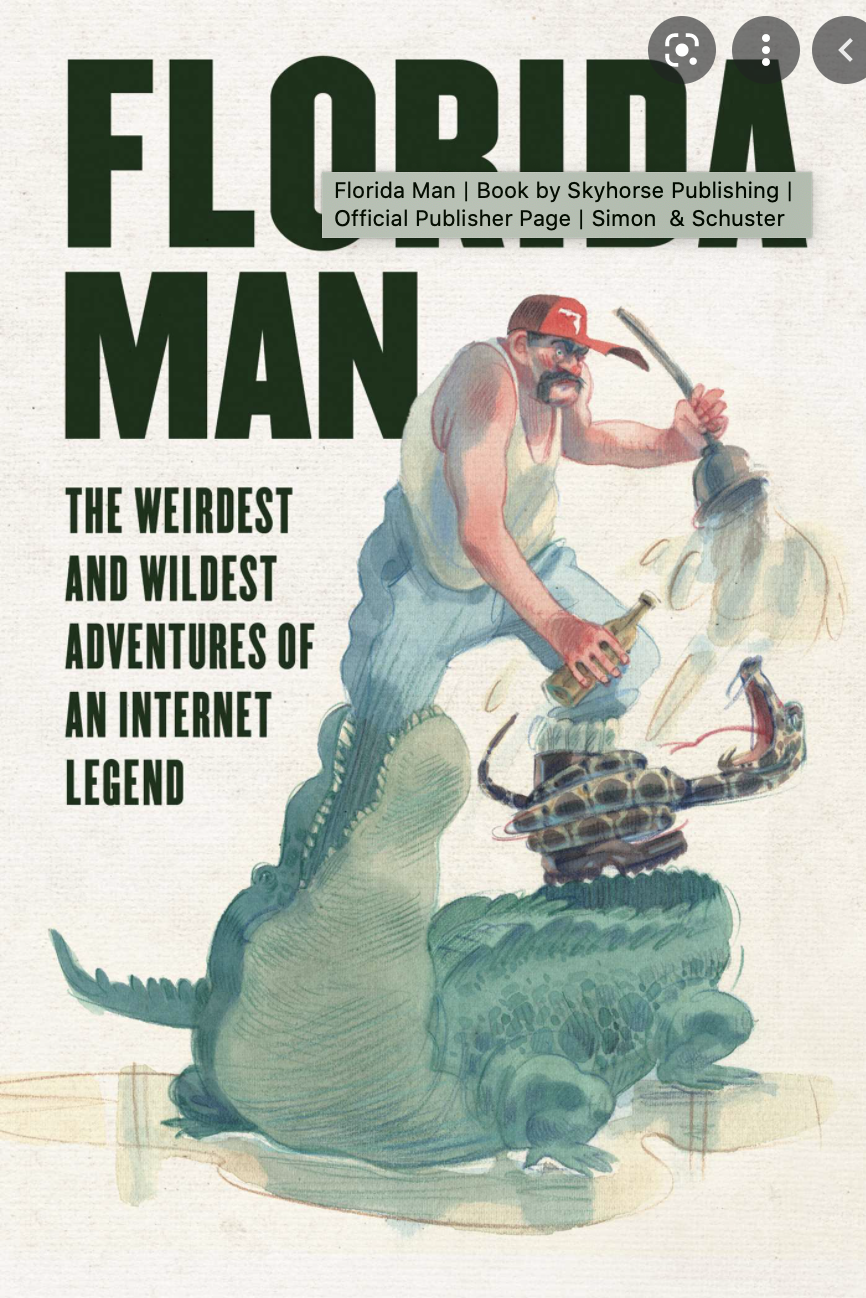 FLORIDA
Florida Man | Book by Skyhorse Publishing |
Official Publisher Page | Simon & Schuster
MAN
THE WEIRDEST
AND WILDEST
ADVENTURES OF
AN INTERNET
LEGEND